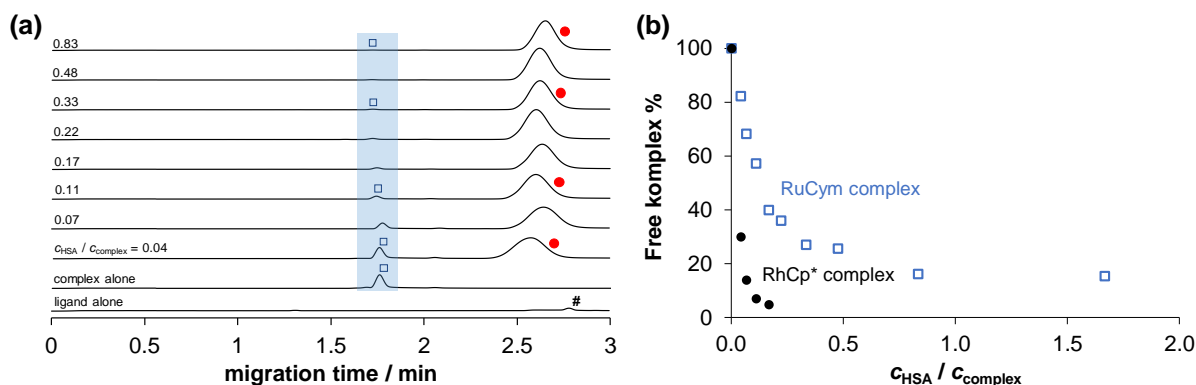 (a)
0.83
0.48
0.33
0.22
0.17
0.11
0.07
cHSA / ccomplex = 0.04
complex alone
ligand alone
#
0 0.5 1 1.5 2 2.5 3
migration time / min
(b)
100
80
60
40
20
0
Free komplex %
RuCym complex
RhCp* complex
0.0 0.5 1.0 1.5 2.0
cHSA / ccomplex